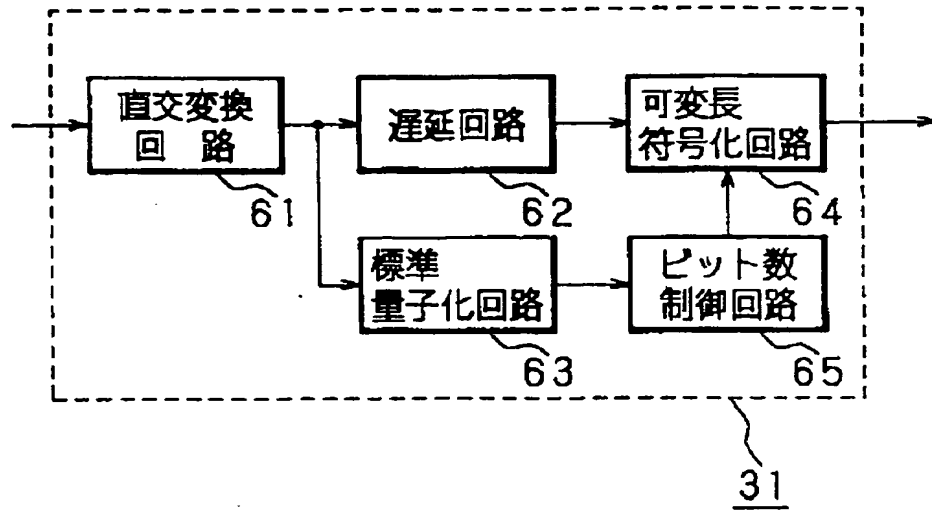 直交変換
回 路
61
遅延回路
62
可変長
符号化回路
64
標準
量子化回路
63
ビット数
制御回路
65
31